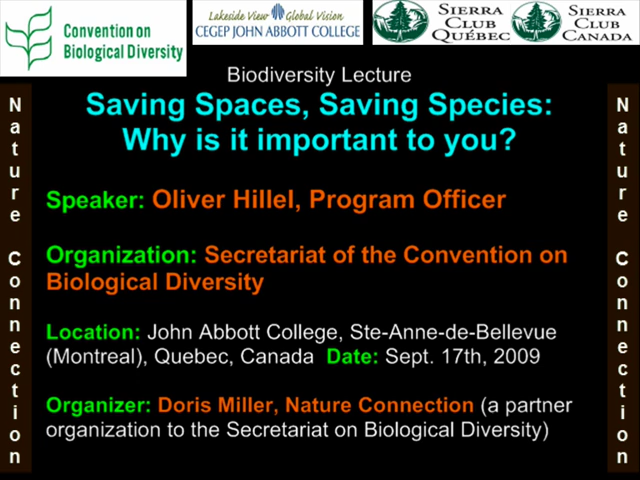 Convention on
Biological Diversity
Lakeside View Global Vision
CEGEP JOHN ABBOTT COLLEGE
SIERRA
CLUB
QUÉBEC
SIERRA
CLUB
CANADA
Biodiversity Lecture
Saving Spaces, Saving Species:
Why is it important to you?
Speaker: Oliver Hillel, Program Officer
Organization: Secretariat of the Convention on
Biological Diversity
Location: John Abbott College, Ste-Anne-de-Bellevue
(Montreal), Quebec, Canada Date: Sept. 17th, 2009
Organizer: Doris Miller, Nature Connection (a partner
organization to the Secretariat on Biological Diversity)
Nature Connection
Nature Connection